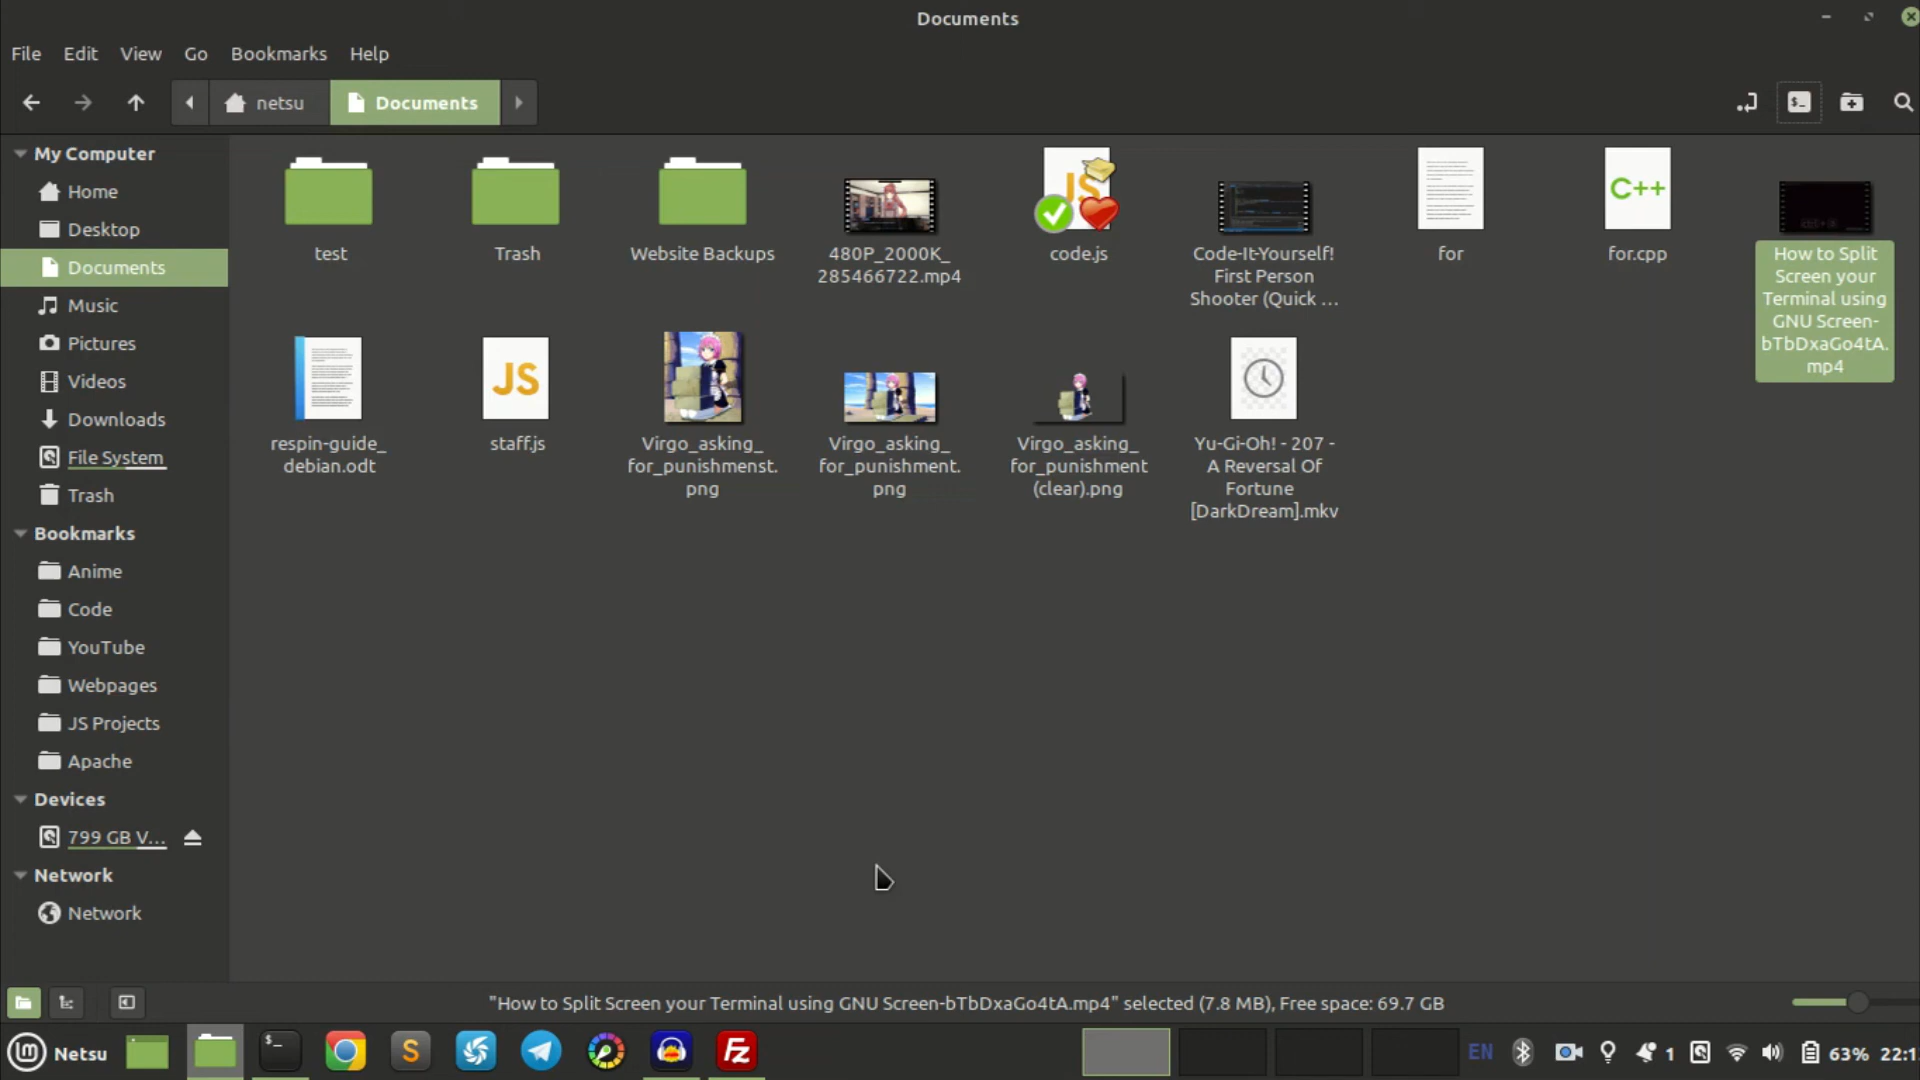 Documents
File Edit View Go Bookmarks Help
netsu Documents
My Computer
Home
Desktop
Documents
Music
Pictures
Videos
Downloads
File System
Trash
Bookmarks
Anime
Code
YouTube
Webpages
JS Projects
Apache
Devices
799 GB V...
Network
Network
test
Trash
Website Backups
480P_2000K_
285466722.mp4
JS
code.js
Code-It-Yourself!
First Person
Shooter (Quick ...
for
C++
for.cpp
How to Split
Screen your
Terminal using
GNU Screen-
bTbDxaGo4tA.
mp4
respin-guide_
debian.odt
JS
staff.js
Virgo_asking_
for_punishmenst.
png
Virgo_asking_
for_punishment.
png
Virgo_asking_
for_punishment
(clear).png
Yu-Gi-Oh! - 207 -
A Reversal Of
Fortune
[DarkDream].mkv
"How to Split Screen your Terminal using GNU Screen-bTbDxaGo4tA.mp4" selected (7.8 MB), Free space: 69.7 GB
Netsu $_ S Fz EN 1 63%